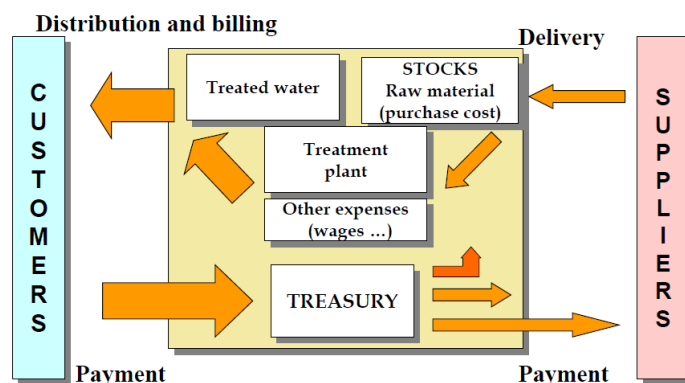 Distribution and billing
Delivery
CUSTOMERS
Treated water
STOCKS
Raw material
(purchase cost)
SUPPLIERS
Treatment
plant
Other expenses
(wages ...)
TREASURY
Payment
Payment